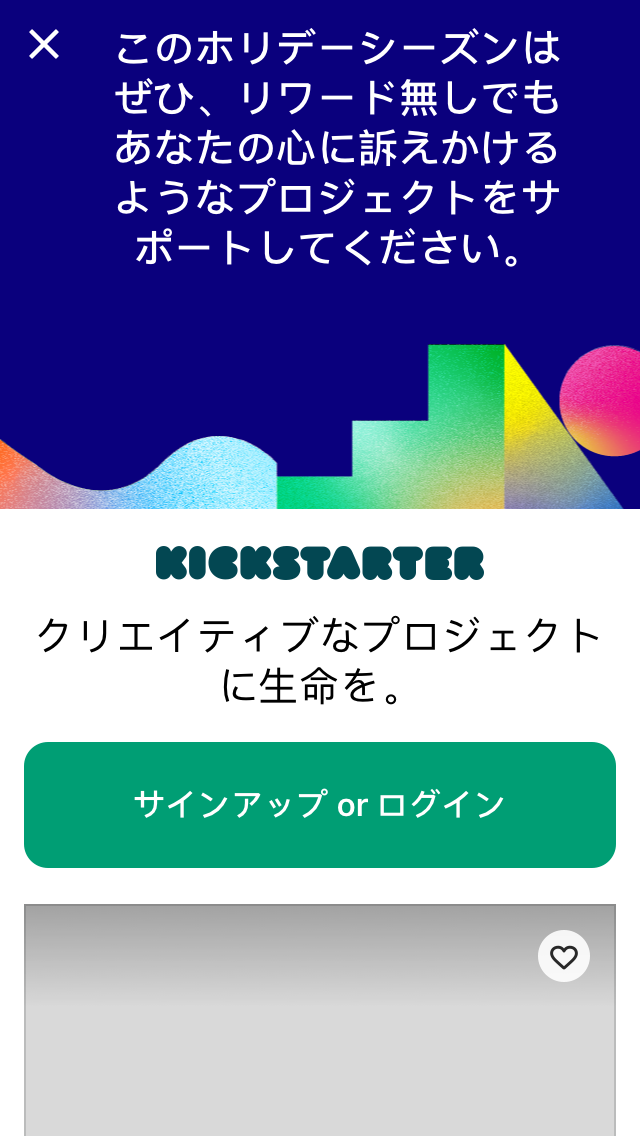 このホリデーシーズンは
ぜひ、リワード無しでも
あなたの心に訴えかける
ようなプロジェクトをサ
ポートしてください。
KICKSTARTER
クリエイティブなプロジェクト
に生命を。
サインアップ or ログイン